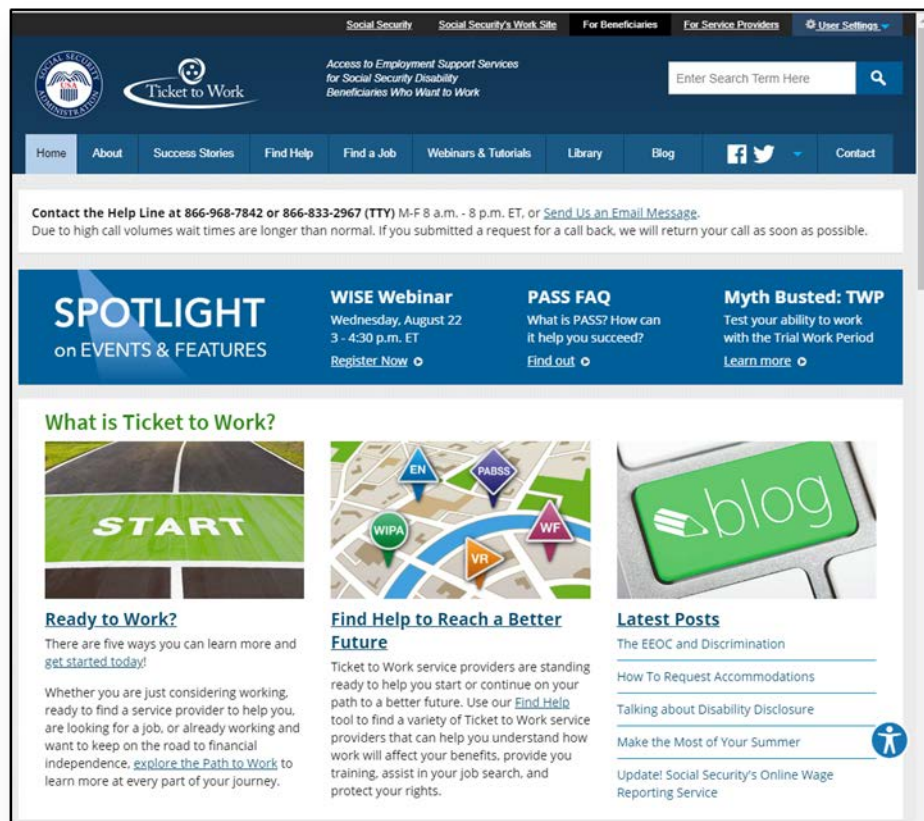 Social Security
Social Security's Work Site
For Beneficiaries
For Service Providers
User Settings
SOCIAL SECURITY ADMINISTRATION
USA
Ticket to Work
Access to Employment Support Services
for Social Security Disability
Beneficiaries Who Want to Work
Enter Search Term Here
Home
About
Success Stories
Find Help
Find a Job
Webinars & Tutorials
Library
Blog
Contact
Contact the Help Line at 866-968-7842 or 866-833-2967 (TTY) M-F 8 a.m. - 8 p.m. ET, or Send Us an Email Message.
Due to high call volumes wait times are longer than normal. If you submitted a request for a call back, we will return your call as soon as possible.
SPOTLIGHT
on EVENTS & FEATURES
WISE Webinar
Wednesday, August 22
3 - 4:30 p.m. ET
Register Now
PASS FAQ
What is PASS? How can
it help you succeed?
Find out
Myth Busted: TWP
Test your ability to work
with the Trial Work Period
Learn more
What is Ticket to Work?
START
Ready to Work?
There are five ways you can learn more and
get started today!
Whether you are just considering working,
ready to find a service provider to help you,
are looking for a job, or already working and
want to keep on the road to financial
independence, explore the Path to Work to
learn more at every part of your journey.
EN
PABSS
WIPA
WF
VR
Find Help to Reach a Better
Future
Ticket to Work service providers are standing
ready to help you start or continue on your
path to a better future. Use our Find Help
tool to find a variety of Ticket to Work service
providers that can help you understand how
work will affect your benefits, provide you
training, assist in your job search, and
protect your rights.
blog
Latest Posts
The EEOC and Discrimination
How To Request Accommodations
Talking about Disability Disclosure
Make the Most of Your Summer
Update! Social Security's Online Wage
Reporting Service